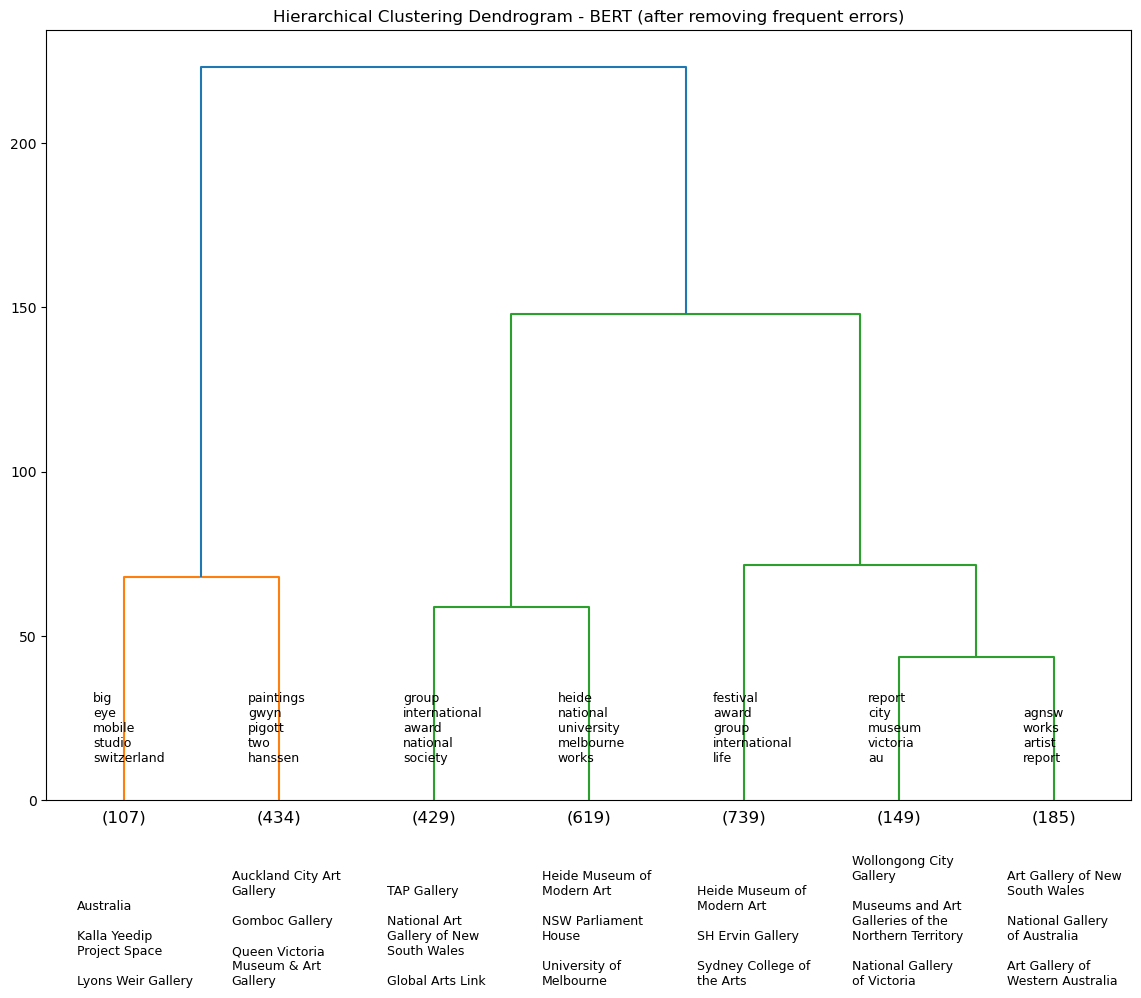 Hierarchical Clustering Dendrogram - BERT (after removing frequent errors)
200
150
100
50
0
big
eye
mobile
studio
switzerland
paintings
gwyn
pigott
two
hanssen
group
international
award
national
society
heide
national
university
melbourne
works
festival
award
group
international
life
report
city
museum
victoria
au
agnsw
works
artist
report
(107)
(434)
(429)
(619)
(739)
(149)
(185)
Australia
Kalla Yeedip
Project Space
Lyons Weir Gallery
Auckland City Art
Gallery
Gomboc Gallery
Queen Victoria
Museum & Art
Gallery
TAP Gallery
National Art
Gallery of New
South Wales
Global Arts Link
Heide Museum of
Modern Art
NSW Parliament
House
University of
Melbourne
Heide Museum of
Modern Art
SH Ervin Gallery
Sydney College of
the Arts
Wollongong City
Gallery
Museums and Art
Galleries of the
Northern Territory
National Gallery
of Victoria
Art Gallery of New
South Wales
National Gallery
of Australia
Art Gallery of
Western Australia